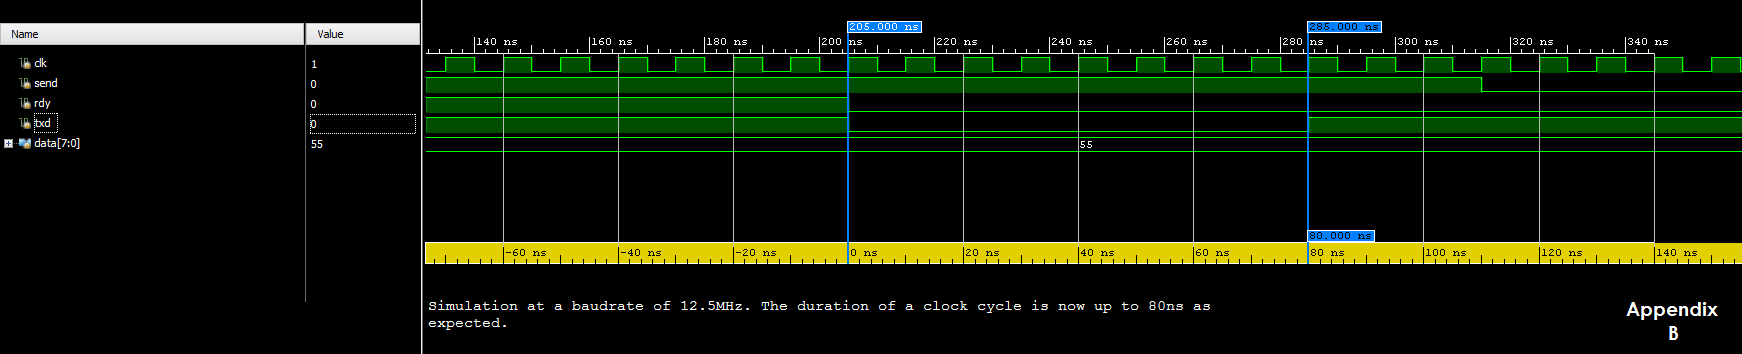 205.000 ns 285.000 ns
Name Value
140 ns 160 ns 180 ns 200 ns 220 ns 240 ns 260 ns 280 ns 300 ns 320 ns 340 ns
clk 1
send 0
rdy 0
txd 0
data[7:0] 55 55
80.000 ns
-60 ns -40 ns -20 ns 0 ns 20 ns 40 ns 60 ns 80 ns 100 ns 120 ns 140 ns
Simulation at a baudrate of 12.5MHz. The duration of a clock cycle is now up to 80ns as
expected.
Appendix
B